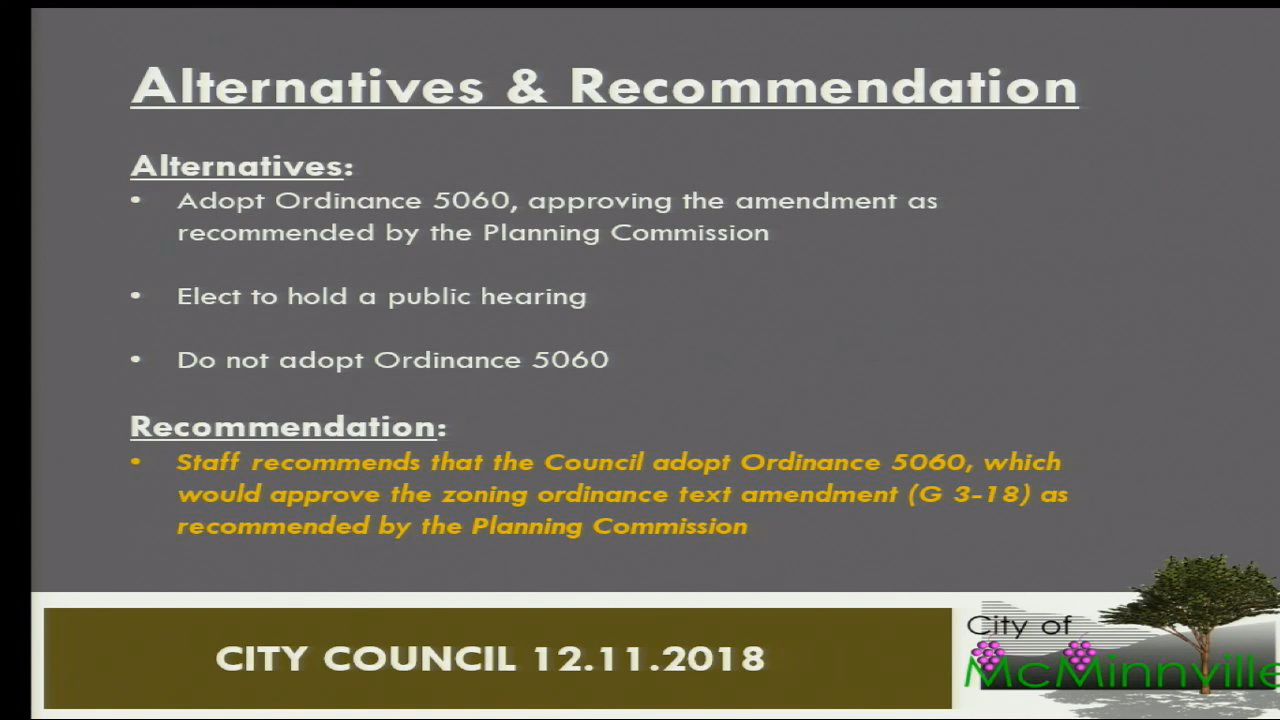 Alternatives & Recommendation
Alternatives:
• Adopt Ordinance 5060, approving the amendment as
recommended by the Planning Commission
• Elect to hold a public hearing
• Do not adopt Ordinance 5060
Recommendation:
• Staff recommends that the Council adopt Ordinance 5060, which
would approve the zoning ordinance text amendment (G 3-18) as
recommended by the Planning Commission
CITY COUNCIL 12.11.2018
City of
McMinnville